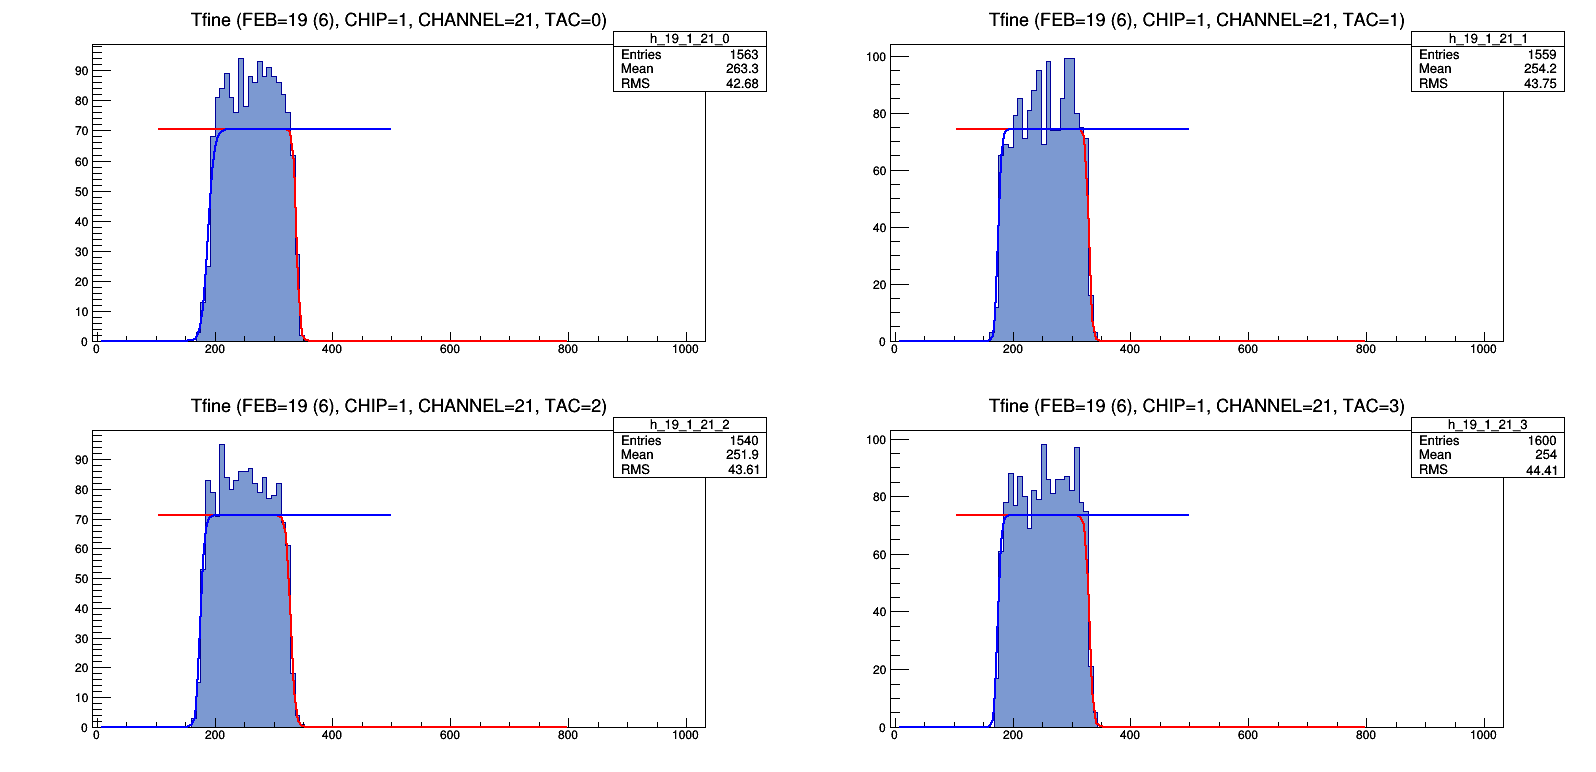 Tfine (FEB=19 (6), CHIP=1, CHANNEL=21, TAC=0)
h_19_1_21_0
Entries 1563
Mean 263.3
RMS 42.68
90
80
70
60
50
40
30
20
10
0
0 200 400 600 800 1000
Tfine (FEB=19 (6), CHIP=1, CHANNEL=21, TAC=1)
h_19_1_21_1
Entries 1559
Mean 254.2
RMS 43.75
100
80
60
40
20
0
0 200 400 600 800 1000
Tfine (FEB=19 (6), CHIP=1, CHANNEL=21, TAC=2)
h_19_1_21_2
Entries 1540
Mean 251.9
RMS 43.61
90
80
70
60
50
40
30
20
10
0
0 200 400 600 800 1000
Tfine (FEB=19 (6), CHIP=1, CHANNEL=21, TAC=3)
h_19_1_21_3
Entries 1600
Mean 254
RMS 44.41
100
80
60
40
20
0
0 200 400 600 800 1000